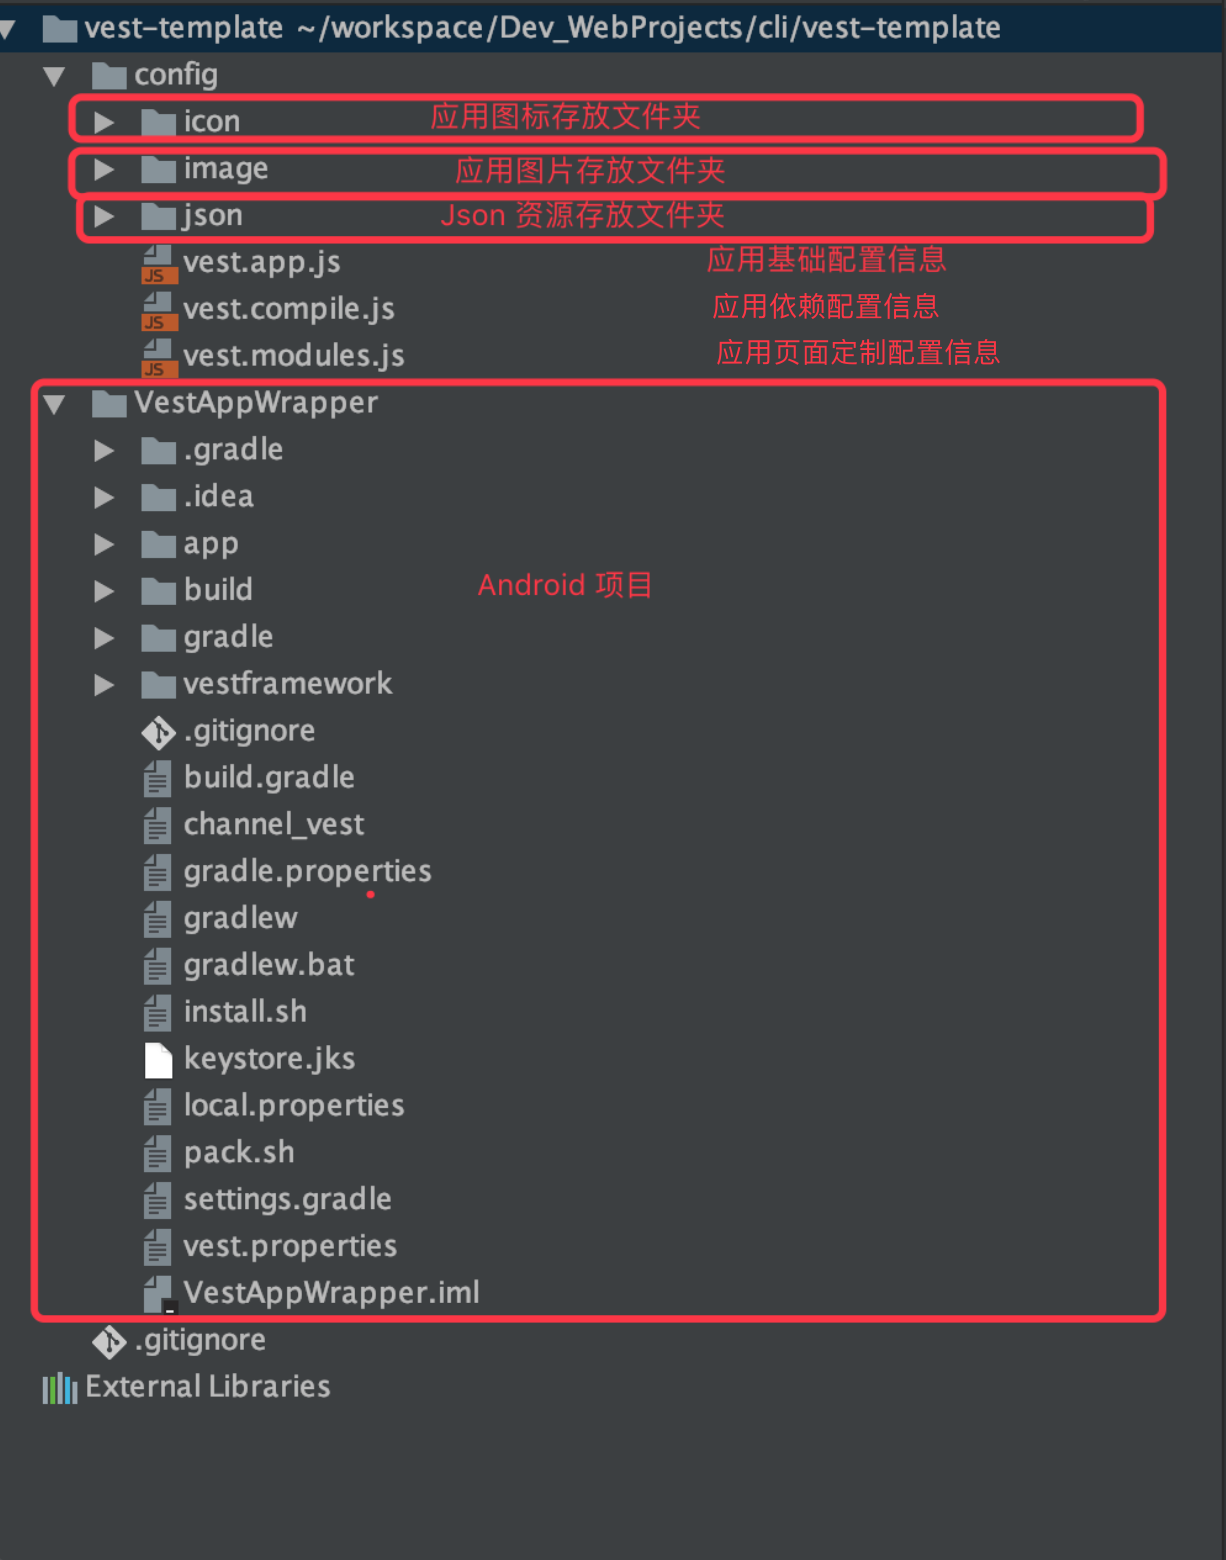 vest-template ~/workspace/Dev_WebProjects/cli/vest-template
config
icon 应用图标存放文件夹
image 应用图片存放文件夹
json Json 资源存放文件夹
JS vest.app.js 应用基础配置信息
JS vest.compile.js 应用依赖配置信息
JS vest.modules.js 应用页面定制配置信息
VestAppWrapper
.gradle
.idea
app
build Android 项目
gradle
vestframework
.gitignore
build.gradle
channel_vest
gradle.properties
gradlew
gradlew.bat
install.sh
keystore.jks
local.properties
pack.sh
settings.gradle
vest.properties
VestAppWrapper.iml
.gitignore
External Libraries